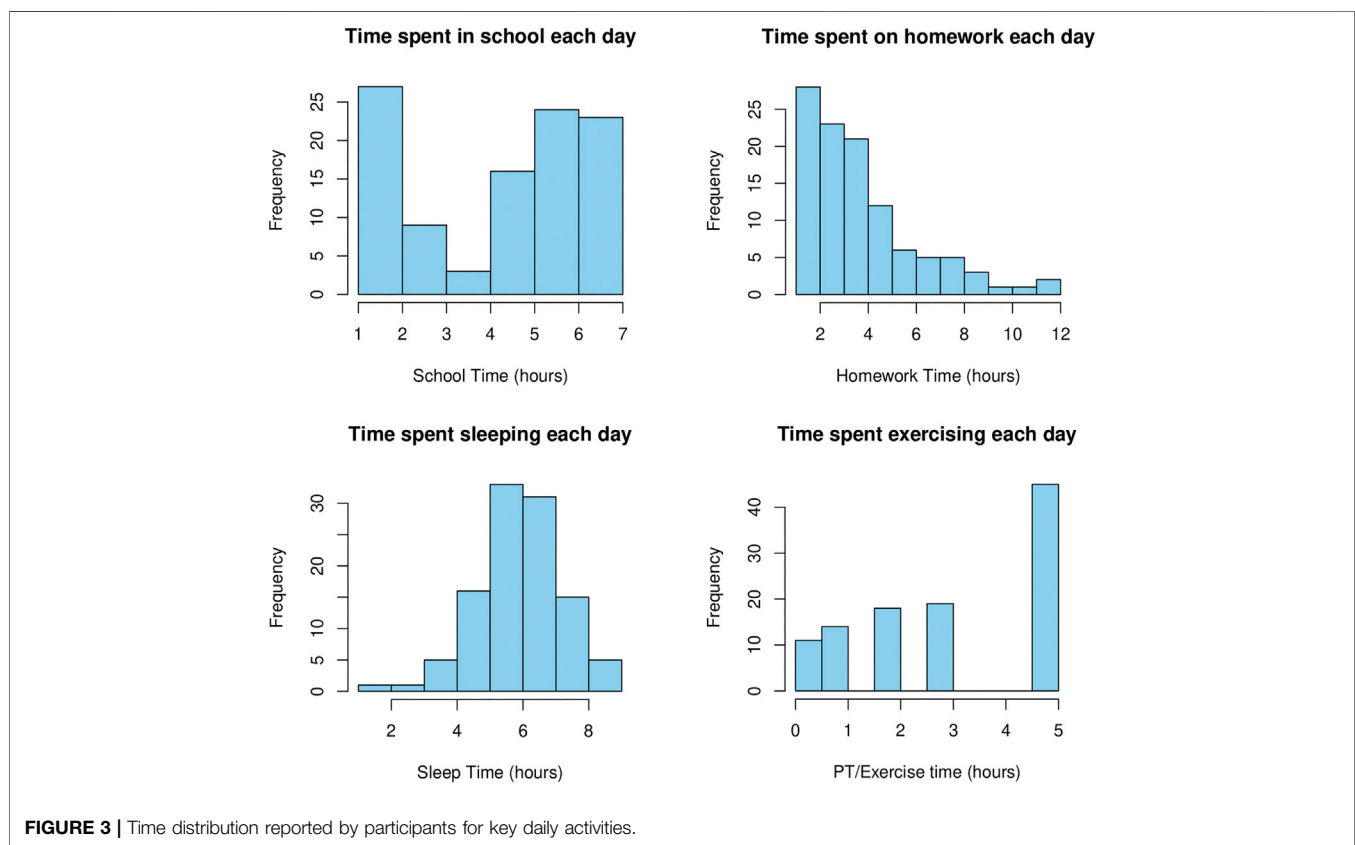 Time spent in school each day
Frequency
0 5 10 15 20 25
1 2 3 4 5 6 7
School Time (hours)
Time spent on homework each day
Frequency
0 5 10 15 20 25
2 4 6 8 10 12
Homework Time (hours)
Time spent sleeping each day
Frequency
0 5 10 20 30
2 4 6 8
Sleep Time (hours)
Time spent exercising each day
Frequency
0 10 20 30 40
0 1 2 3 4 5
PT/Exercise time (hours)
FIGURE 3 | Time distribution reported by participants for key daily activities.